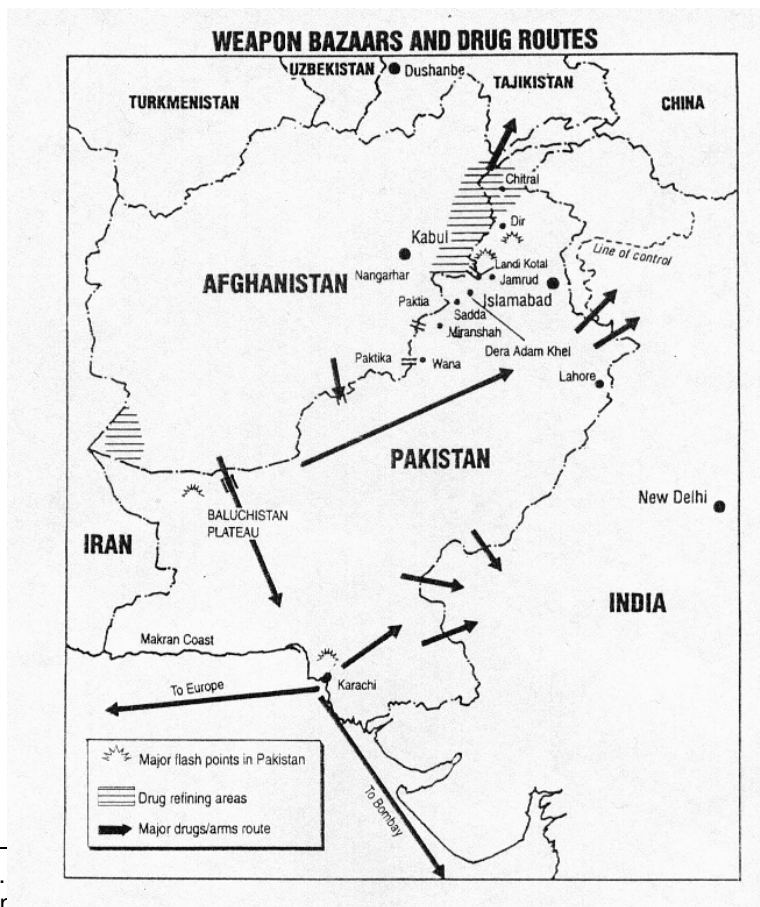 WEAPON BAZAARS AND DRUG ROUTES
UZBEKISTAN
Dushanbe
TURKMENISTAN
TAJIKISTAN
CHINA
Chitral
Dir
Kabul
Line of control
Landi Kotal
Nangarhar
Jamrud
AFGHANISTAN
Paktia
Islamabad
Sadda
Miranshah
Dera Adam Khel
Paktika
Wana
Lahore
PAKISTAN
New Delhi
BALUCHISTAN
PLATEAU
IRAN
INDIA
Makran Coast
Karachi
To Europe
To Bombay
Major flash points in Pakistan
Drug refining areas
Major drugs/arms route
.
r